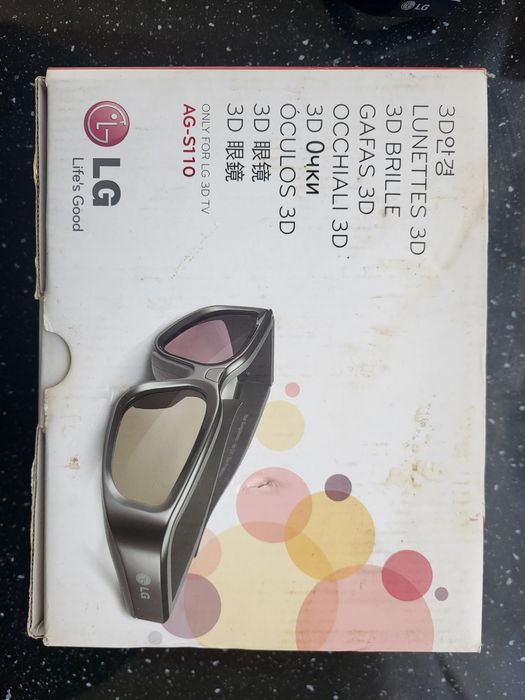 3D안경
LUNETTES 3D
3D BRILLE
GAFAS 3D
OCCHIALI 3D
3D Очки
ÓCULOS 3D
3D 眼镜
3D 眼鏡
ONLY FOR LG 3D TV
AG-S110
LG
Life's Good
LG
LG